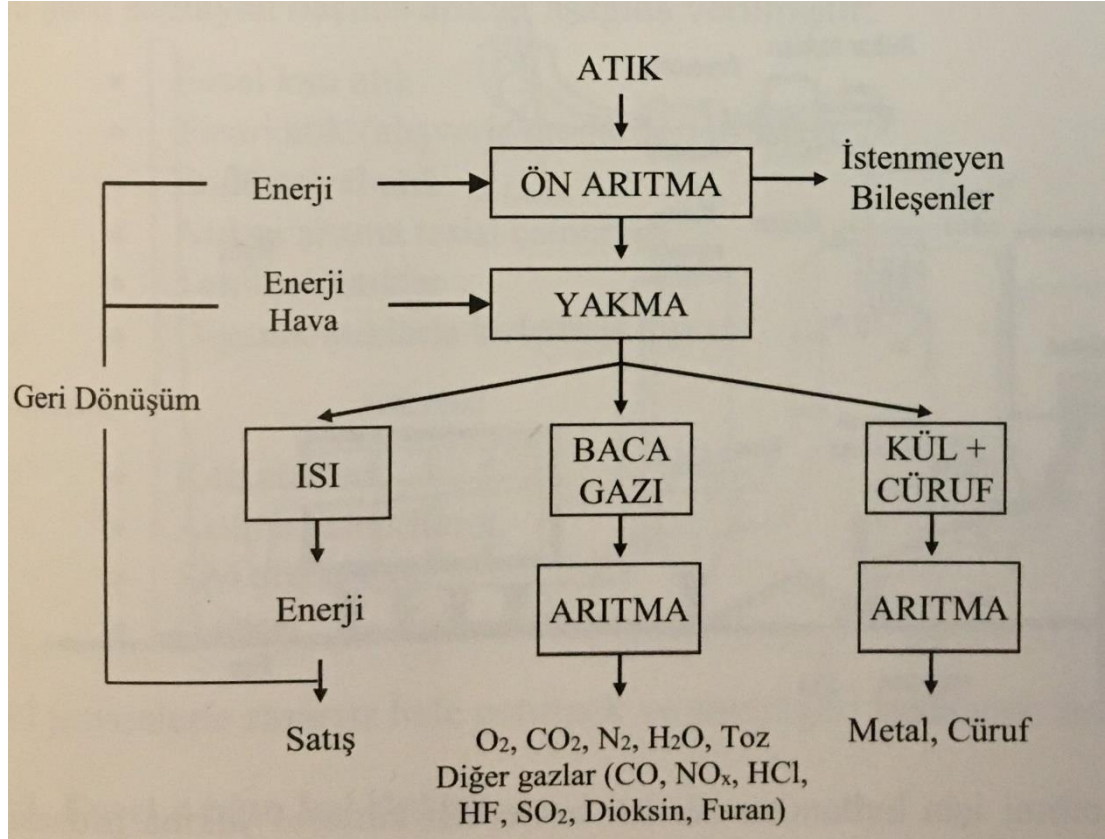 ATIK
ÖN ARITMA
İstenmeyen
Bileşenler
Enerji
Enerji
Hava
YAKMA
Geri Dönüşüm
ISI
BACA
GAZI
KÜL +
CÜRUF
Enerji
ARITMA
ARITMA
Satış
O₂, CO₂, N₂, H₂O, Toz
Diğer gazlar (CO, NOₓ, HCl,
HF, SO₂, Dioksin, Furan)
Metal, Cüruf